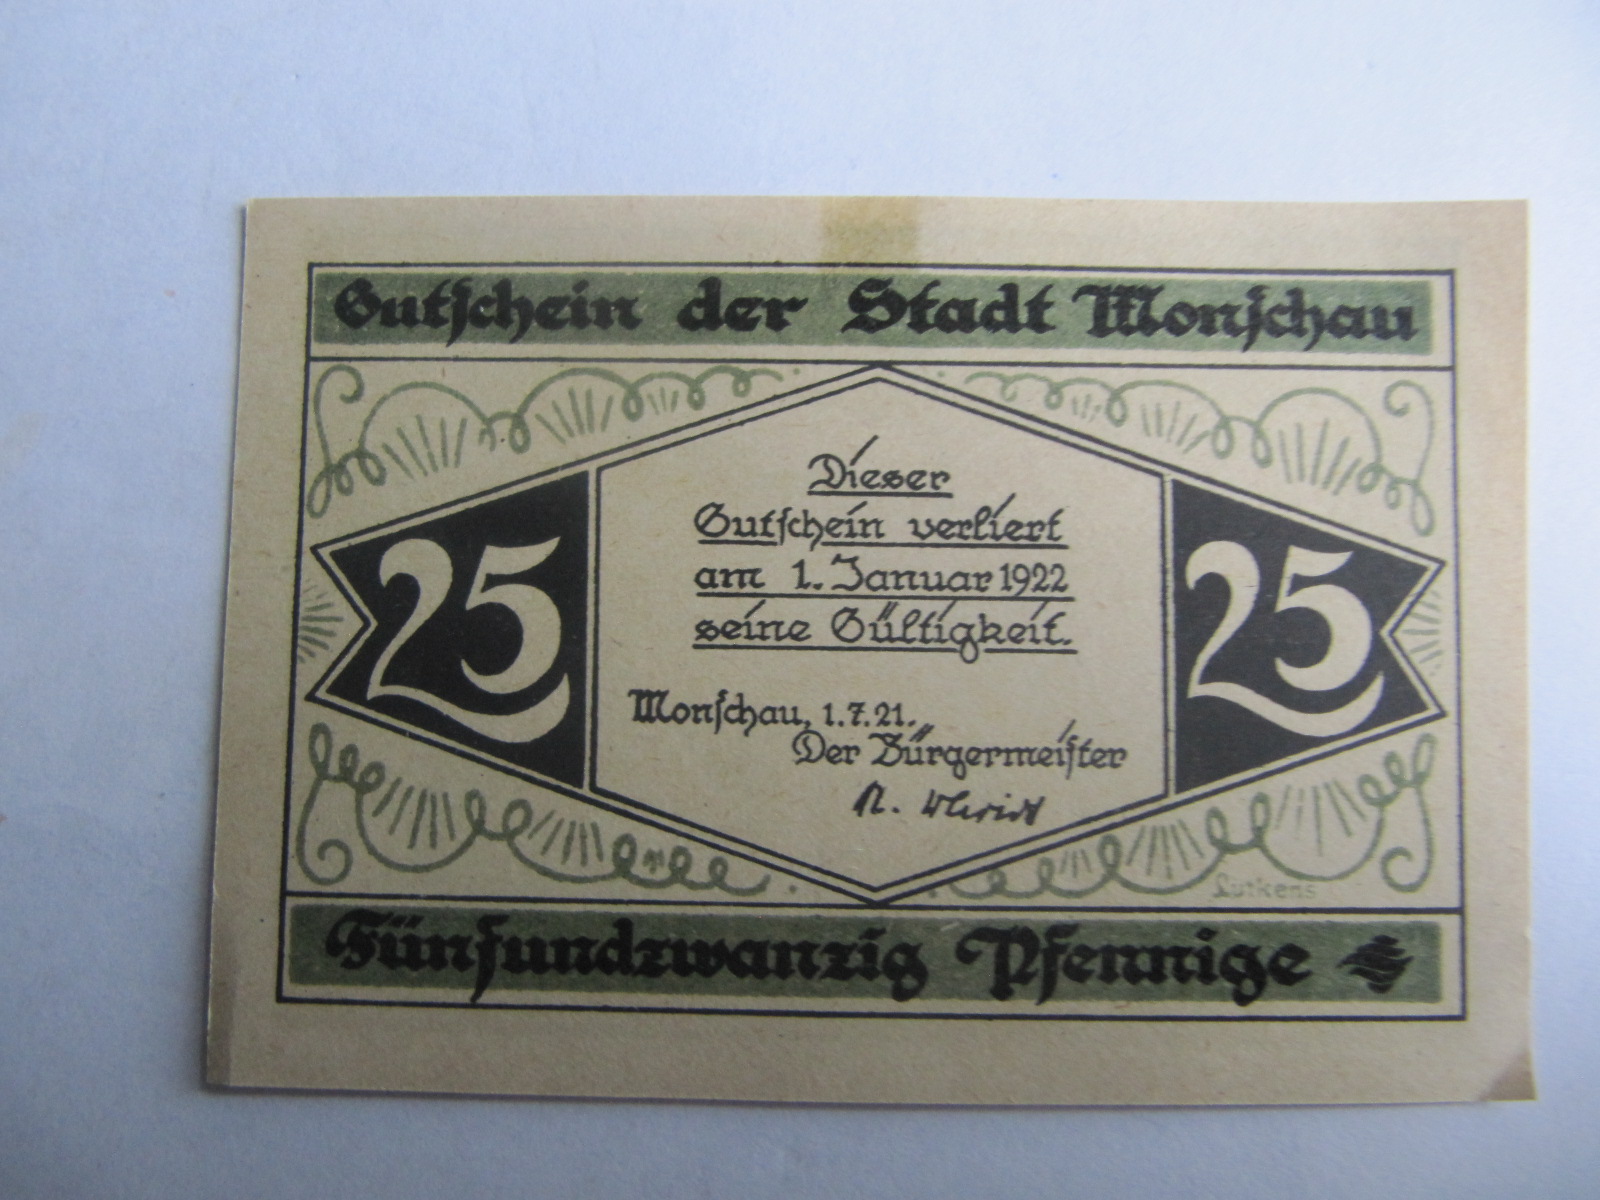 Gutschein der Stadt Monschau
Dieser
Gutschein verliert
am 1. Januar 1922
seine Gültigkeit.
25
25
Monschau, 1.7.21.
Der Bürgermeister
Lütkens
Fünfundzwanzig Pfennige